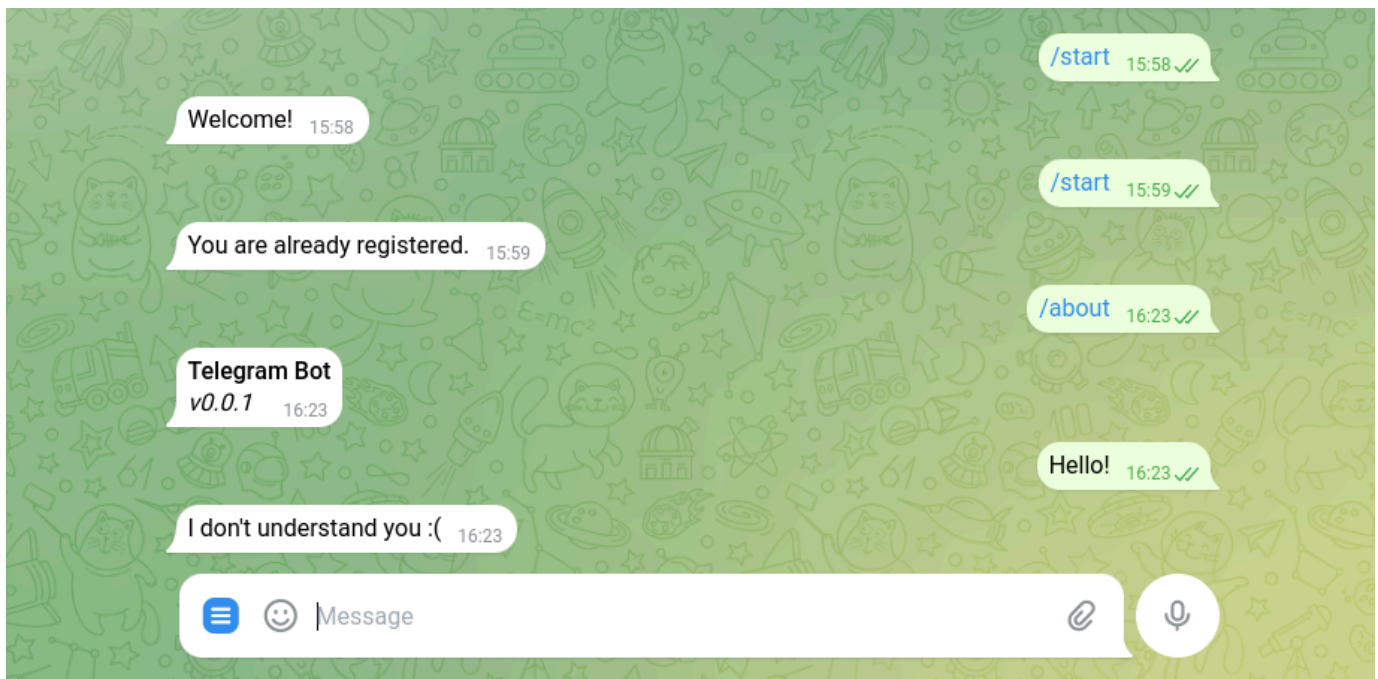 /start 15:58
Welcome! 15:58
/start 15:59
You are already registered. 15:59
/about 16:23
Telegram Bot
v0.0.1 16:23
Hello! 16:23
I don't understand you :( 16:23
Message